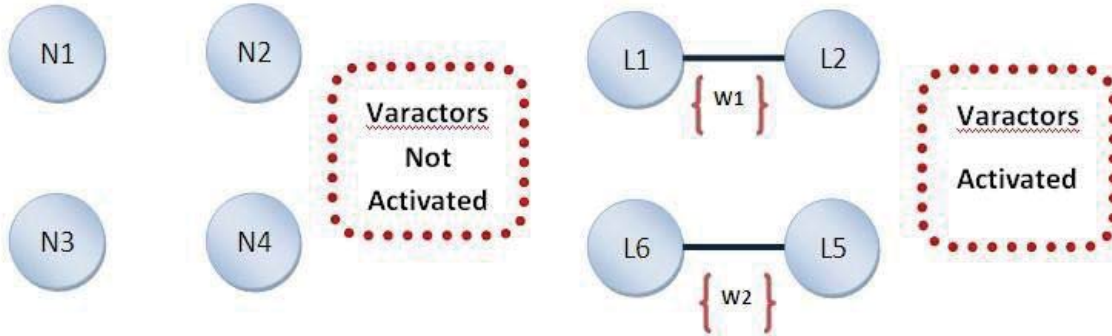 N1
N2
Varactors
Not
Activated
N3
N4
L1
L2
{ W1 }
Varactors
Activated
L6
L5
{ W2 }